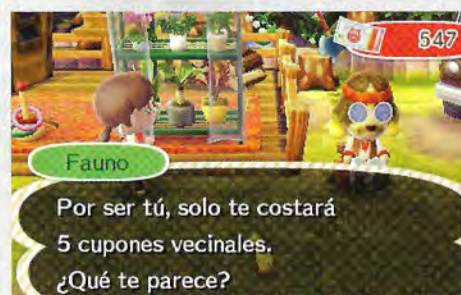 547
Fauno
Por ser tú, solo te costará
5 cupones vecinales.
¿Qué te parece?